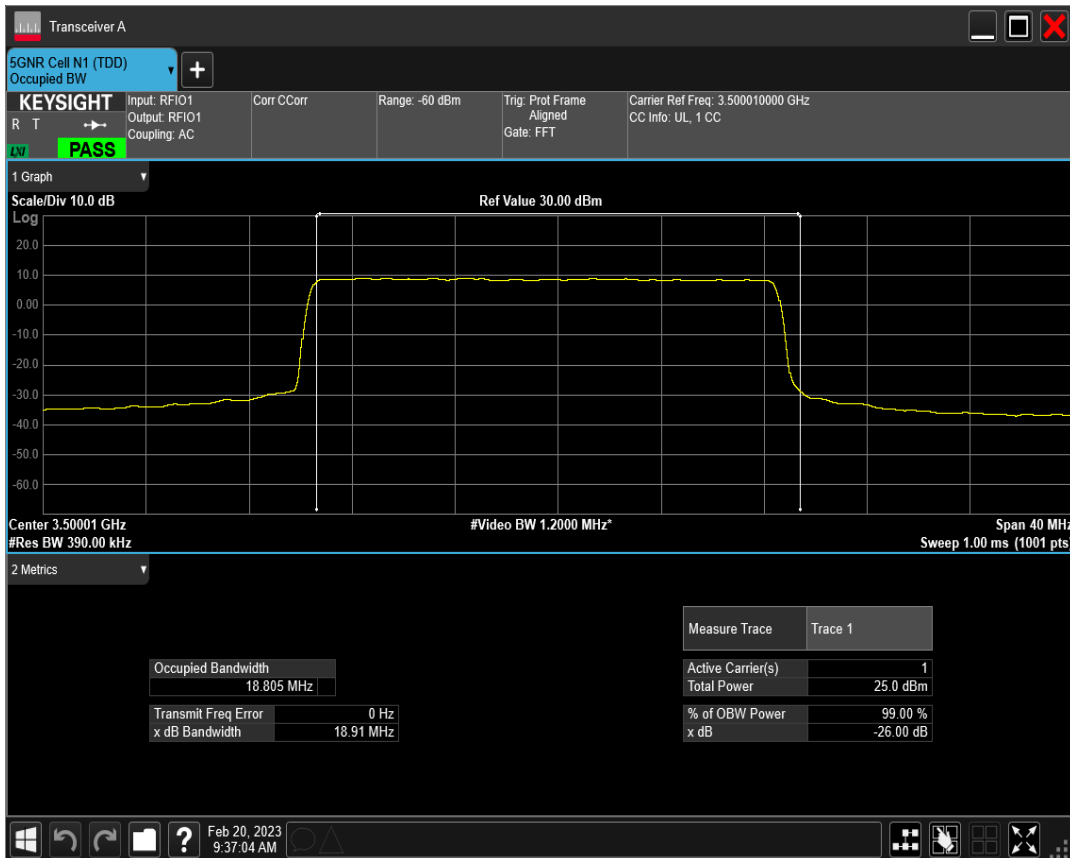 Transceiver A
5GNR Cell N1 (TDD)
Occupied BW
KEYSIGHT
R T
LXI
PASS
Input: RFIO1
Output: RFIO1
Coupling: AC
Corr CCorr
Range: -60 dBm
Trig: Prot Frame
Aligned
Gate: FFT
Carrier Ref Freq: 3.500010000 GHz
CC Info: UL, 1 CC
1 Graph
Scale/Div 10.0 dB
Ref Value 30.00 dBm
Log
20.0
10.0
0.00
-10.0
-20.0
-30.0
-40.0
-50.0
-60.0
Center 3.50001 GHz
#Video BW 1.2000 MHz*
Span 40 MHz
#Res BW 390.00 kHz
Sweep 1.00 ms (1001 pts)
2 Metrics
Measure Trace
Trace 1
Occupied Bandwidth
18.805 MHz
Active Carrier(s) 1
Total Power 25.0 dBm
Transmit Freq Error 0 Hz
x dB Bandwidth 18.91 MHz
% of OBW Power 99.00 %
x dB -26.00 dB
?
Feb 20, 2023
9:37:04 AM